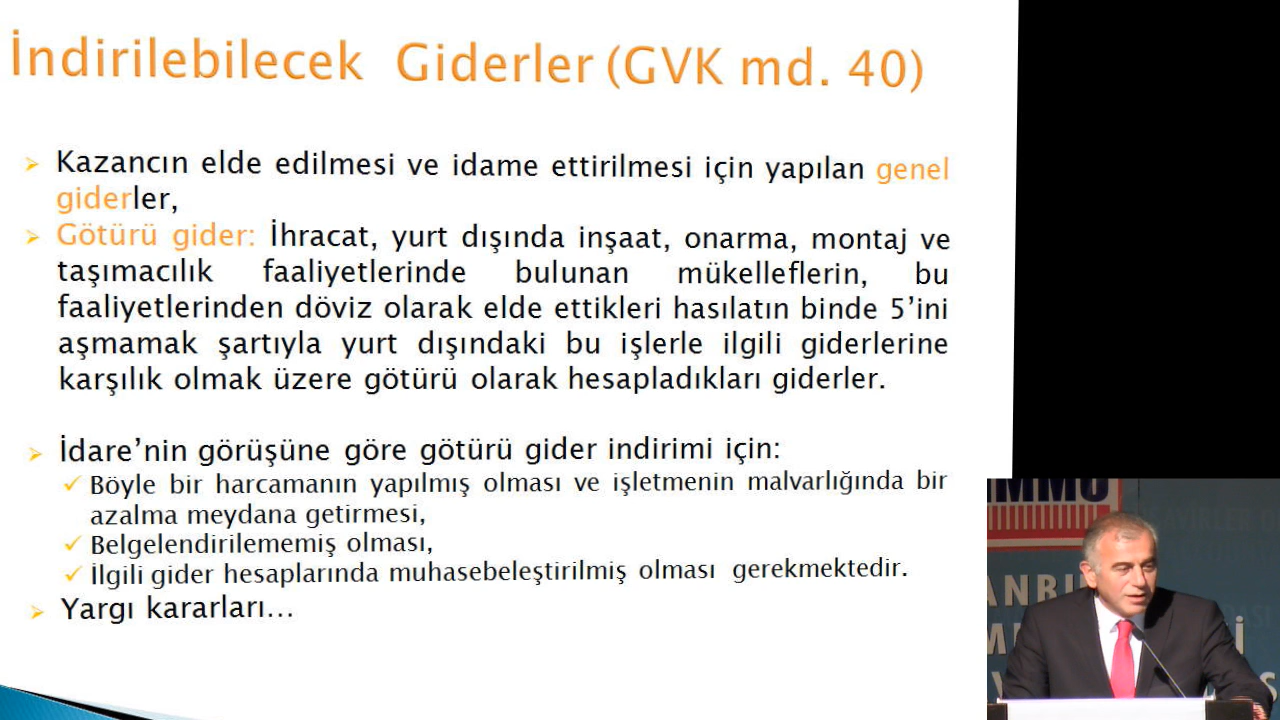 İndirilebilecek Giderler (GVK md. 40)
Kazancın elde edilmesi ve idame ettirilmesi için yapılan genel
giderler,
Götürü gider: İhracat, yurt dışında inşaat, onarma, montaj ve
taşımacılık faaliyetlerinde bulunan mükelleflerin, bu
faaliyetlerinden döviz olarak elde ettikleri hasılatın binde 5'ini
aşmamak şartıyla yurt dışındaki bu işlerle ilgili giderlerine
karşılık olmak üzere götürü olarak hesapladıkları giderler.
İdare'nin görüşüne göre götürü gider indirimi için:
Böyle bir harcamanın yapılmış olması ve işletmenin malvarlığında bir
azalma meydana getirmesi,
Belgelendirilememiş olması,
İlgili gider hesaplarında muhasebeleştirilmiş olması gerekmektedir.
Yargı kararları...